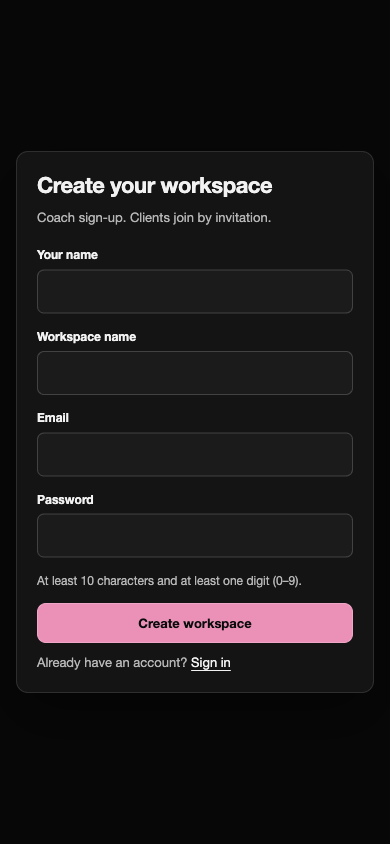 Create your workspace
Coach sign-up. Clients join by invitation.
Your name
Workspace name
Email
Password
At least 10 characters and at least one digit (0–9).
Create workspace
Already have an account? Sign in